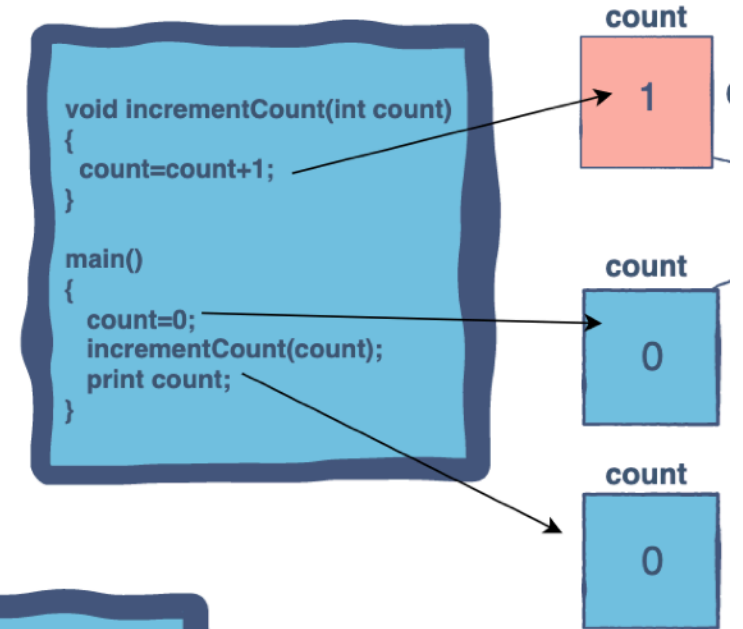 count
1
void incrementCount(int count)
{
count=count+1;
}
main()
{
count=0;
incrementCount(count);
print count;
}
count
0
count
0